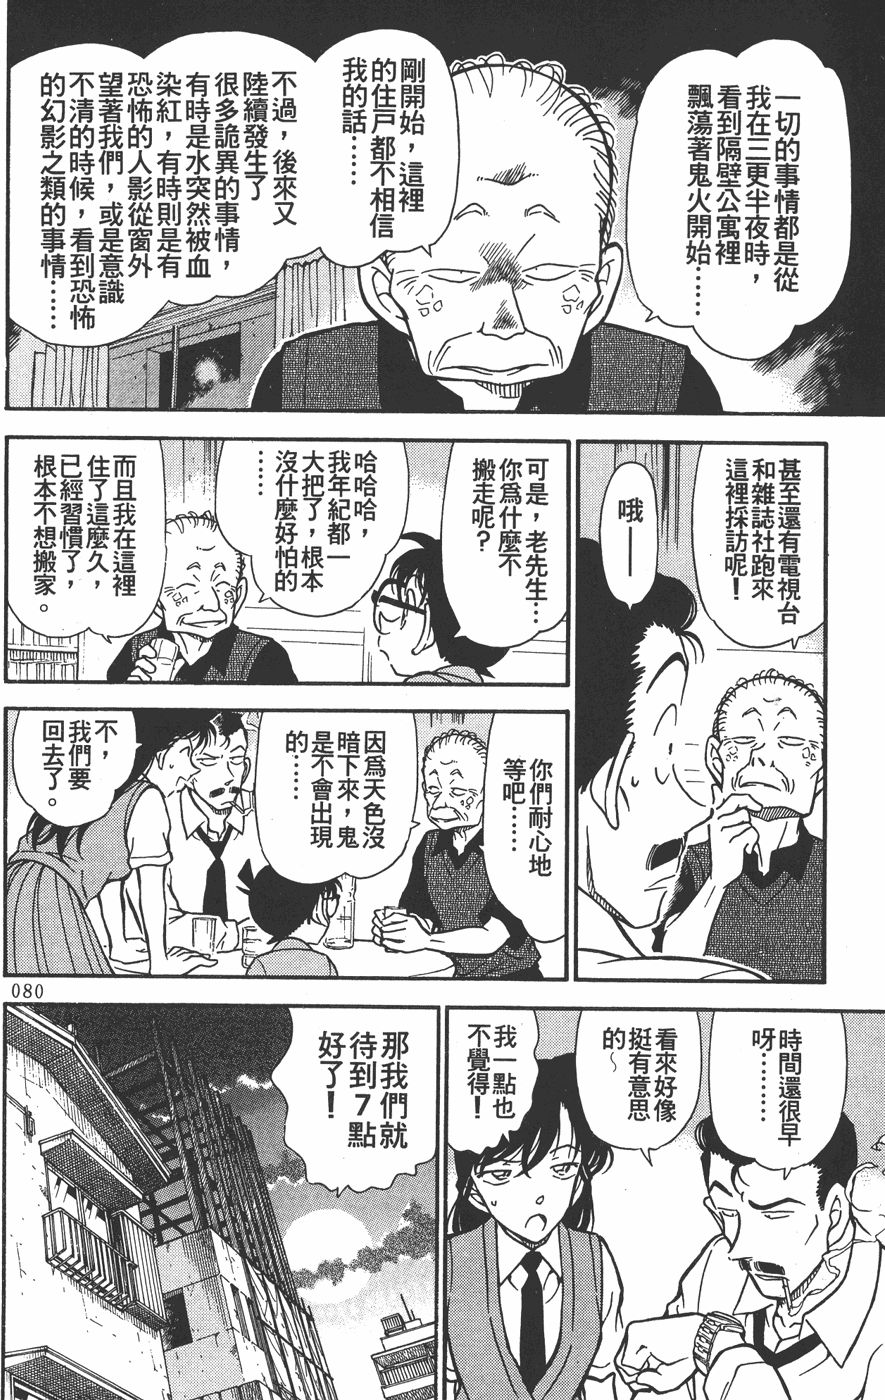 一切的事情都是從
我在三更半夜時，
看到隔壁公寓裡
飄蕩著鬼火開始……
剛開始，這裡
的住戸都不相信
我的話……
不過，後來又
陸續發生了
很多詭異的事情，
有時是水突然被血
染紅，有時則是有
恐怖的人影從窗外
望著我們，或是意識
不清的時候，看到恐怖
的幻影之類的事情……
甚至還有電視台
和雜誌社跑來
這裡採訪呢！
哦——
可是，老先生…
你爲什麼不
搬走呢？
哈哈哈，
我年紀都一
大把了，根本
沒什麼好怕的
……
而且我在這裡
住了這麼久，
已經習慣了，
根本不想搬家。
你們耐心地
等吧……
因爲天色沒
暗下來，鬼
是不會出現
的……
不，
我們要
回去了。
080
時間還很早
呀………
看來好像
挺有意思
的～
我一點也
不覺得！
那我們就
待到7點
好了！